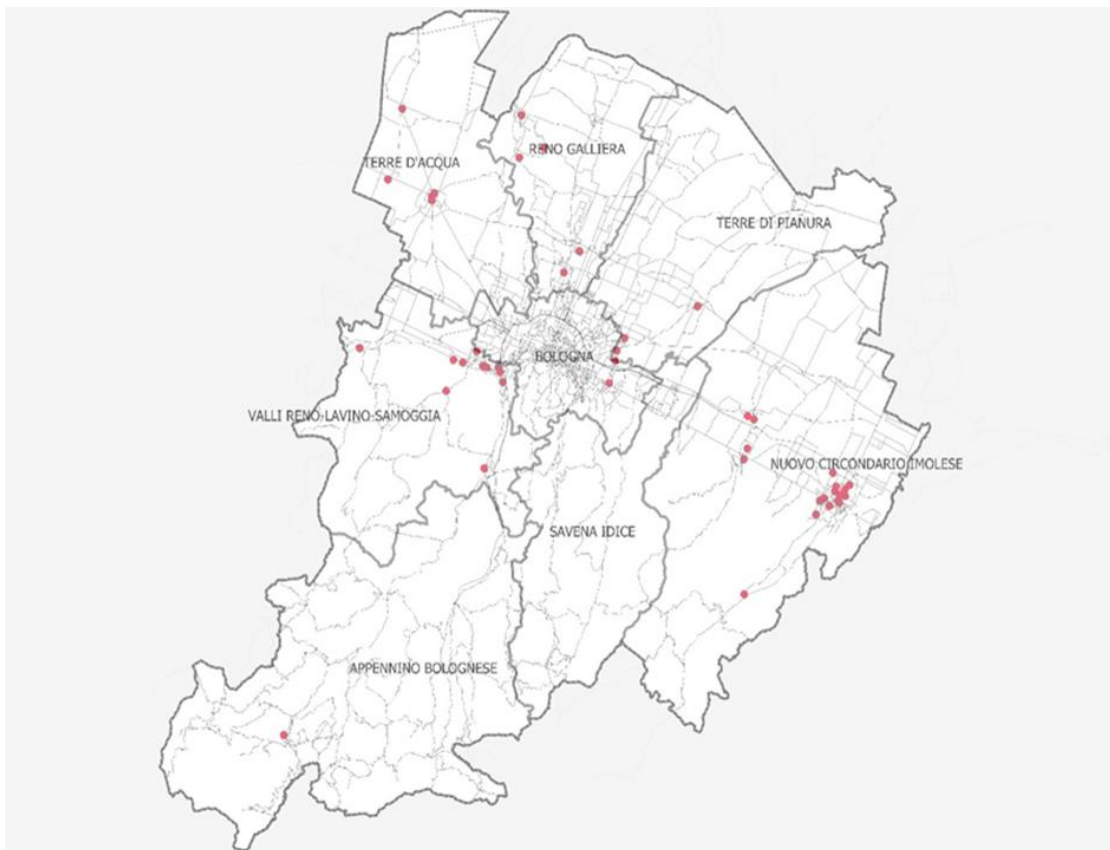 RENO GALLIERA
TERRE D'ACQUA
TERRE DI PIANURA
BOLOGNA
VALLI RENO-LAVINO-SAMOGGIA
NUOVO CIRCONDARIO IMOLESE
SAVENA IDICE
APPENNINO BOLOGNESE